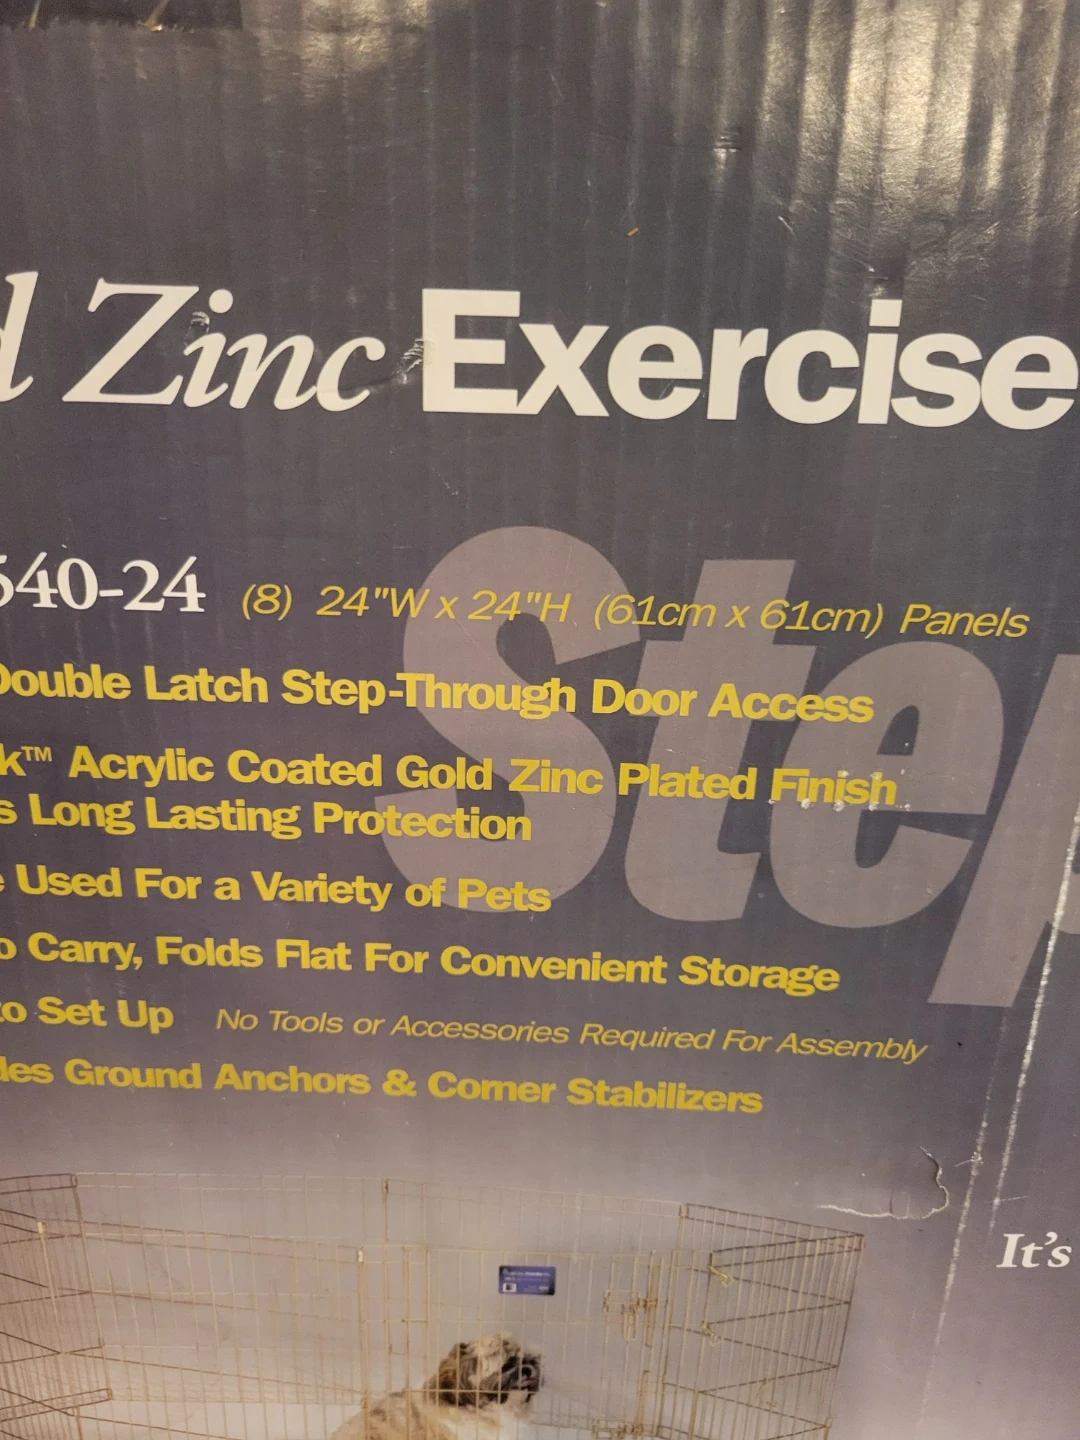 Zinc Exercise
640-24 (8) 24"W x 24"H (61cm x 61cm) Panels
Double Latch Step-Through Door Access
k™ Acrylic Coated Gold Zinc Plated Finish
s Long Lasting Protection
e Used For a Variety of Pets
o Carry, Folds Flat For Convenient Storage
to Set Up No Tools or Accessories Required For Assembly
des Ground Anchors & Corner Stabilizers
Step
It's